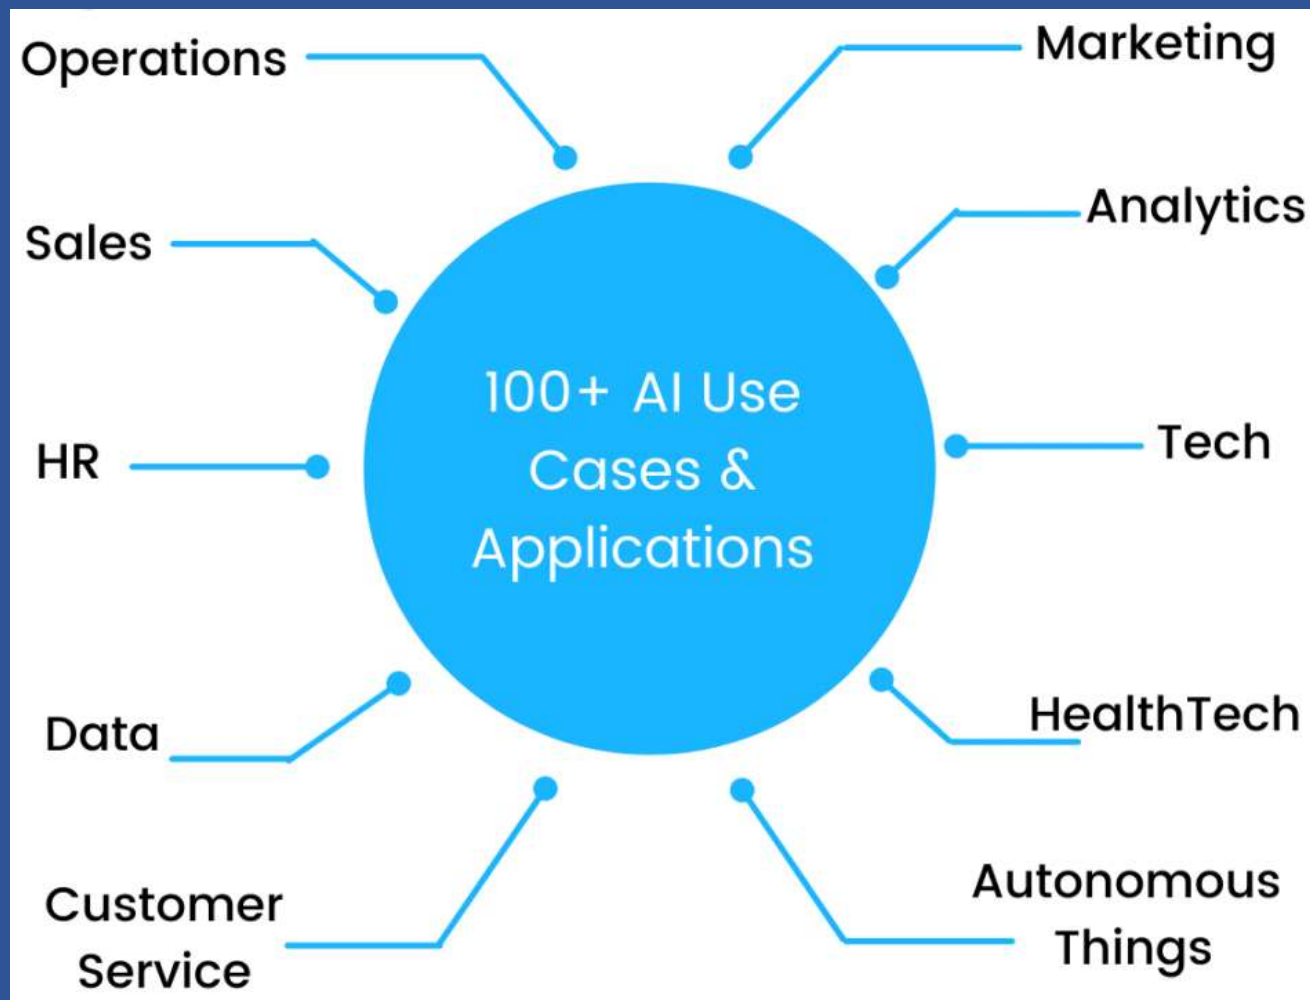 Operations
Marketing
Sales
Analytics
HR
100+ AI Use
Cases &
Applications
Tech
Data
HealthTech
Customer
Service
Autonomous
Things